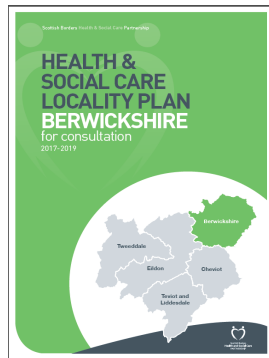 Scottish Borders Health & Social Care Partnership
HEALTH &
SOCIAL CARE
LOCALITY PLAN
BERWICKSHIRE
for consultation
2017-2019
Berwickshire
Tweeddale
Eildon
Cheviot
Teviot and
Liddesdale